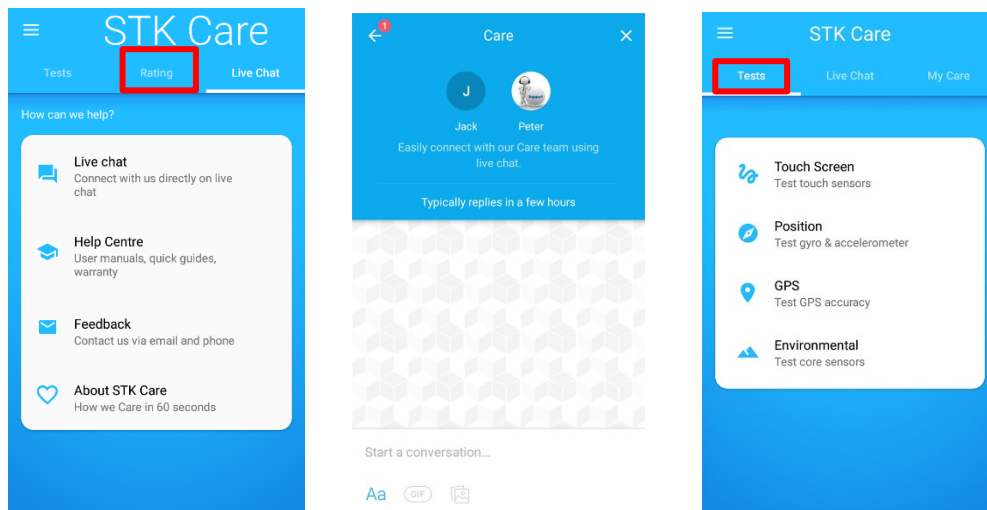 STK Care
Tests Rating Live Chat
How can we help?
Live chat
Connect with us directly on live
chat
Help Centre
User manuals, quick guides,
warranty
Feedback
Contact us via email and phone
About STK Care
How we Care in 60 seconds
1
Care
J
Support
Jack Peter
Easily connect with our Care team using
live chat.
Typically replies in a few hours
Start a conversation...
Aa GIF
STK Care
Tests Live Chat My Care
Touch Screen
Test touch sensors
Position
Test gyro & accelerometer
GPS
Test GPS accuracy
Environmental
Test core sensors